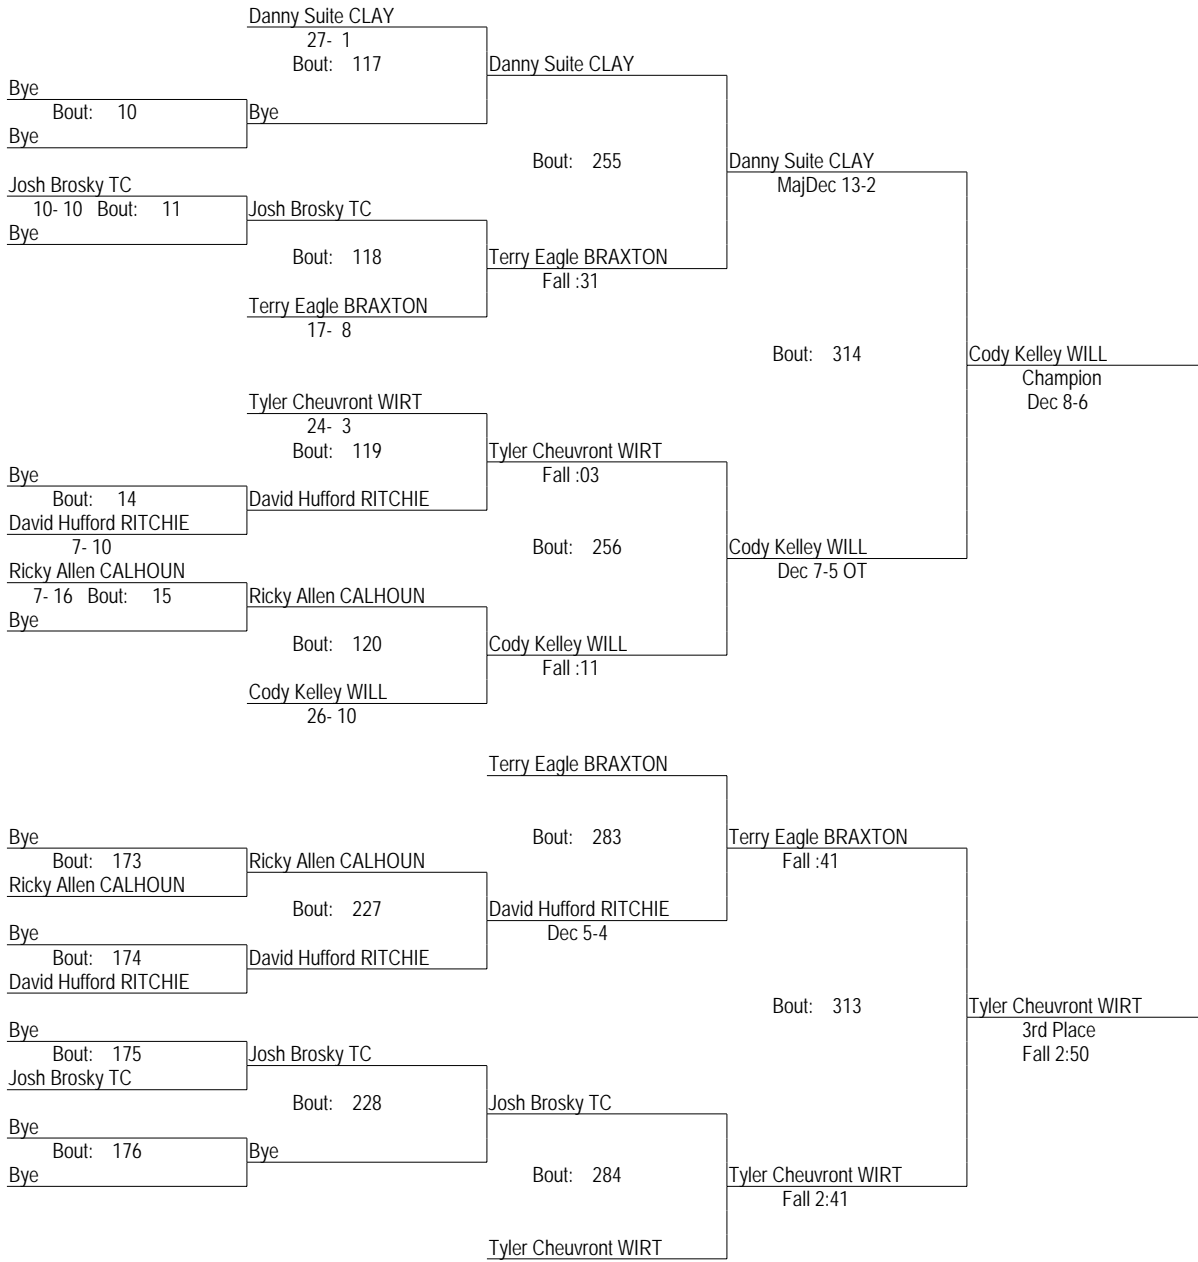 Danny Suite CLAY
27-  1
Bout:  117
Danny Suite CLAY
Bye
Bout:  10
Bye
Bye
Bout:  255
Danny Suite CLAY
MajDec 13-2
Josh Brosky TC
10- 10  Bout:  11
Josh Brosky TC
Bye
Bout:  118
Terry Eagle BRAXTON
Fall :31
Terry Eagle BRAXTON
17-  8
Bout:  314
Cody Kelley WILL
Champion
Dec 8-6
Tyler Cheuvront WIRT
24-  3
Bout:  119
Tyler Cheuvront WIRT
Fall :03
Bye
Bout:  14
David Hufford RITCHIE
David Hufford RITCHIE
7- 10
Bout:  256
Cody Kelley WILL
Dec 7-5 OT
Ricky Allen CALHOUN
7- 16  Bout:  15
Ricky Allen CALHOUN
Bye
Bout:  120
Cody Kelley WILL
Fall :11
Cody Kelley WILL
26- 10
Terry Eagle BRAXTON
Bout:  283
Terry Eagle BRAXTON
Fall :41
Bye
Bout:  173
Ricky Allen CALHOUN
Ricky Allen CALHOUN
Bout:  227
David Hufford RITCHIE
Dec 5-4
Bye
Bout:  174
David Hufford RITCHIE
David Hufford RITCHIE
Bout:  313
Tyler Cheuvront WIRT
3rd Place
Fall 2:50
Bye
Bout:  175
Josh Brosky TC
Josh Brosky TC
Bout:  228
Josh Brosky TC
Bye
Bout:  176
Bye
Bye
Bout:  284
Tyler Cheuvront WIRT
Fall 2:41
Tyler Cheuvront WIRT